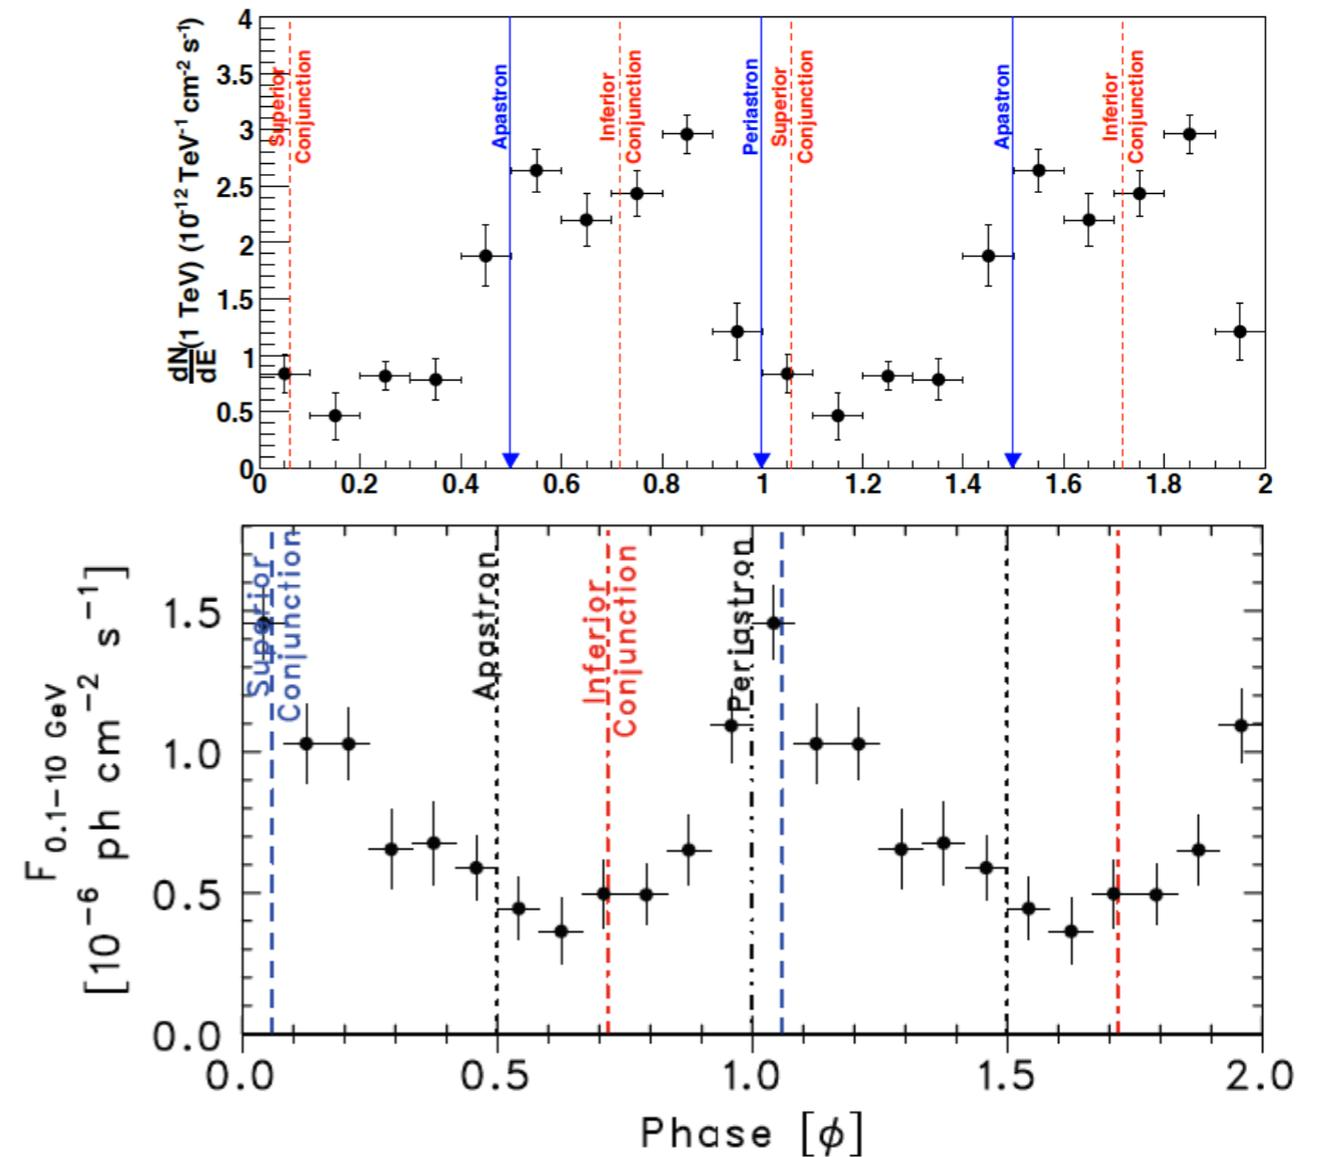 dN/dE (1 TeV) (10⁻¹² TeV⁻¹ cm⁻² s⁻¹)
4
3.5
3
2.5
2
1.5
1
0.5
0
Superior
Conjunction
Apastron
Inferior
Conjunction
Periastron
Superior
Conjunction
Apastron
Inferior
Conjunction
0 0.2 0.4 0.6 0.8 1 1.2 1.4 1.6 1.8 2
F 0.1–10 GeV
[10⁻⁶ ph cm⁻² s⁻¹]
1.5
1.0
0.5
0.0
Superior
Conjunction
Apastron
Inferior
Conjunction
Periastron
0.0 0.5 1.0 1.5 2.0
Phase [ϕ]